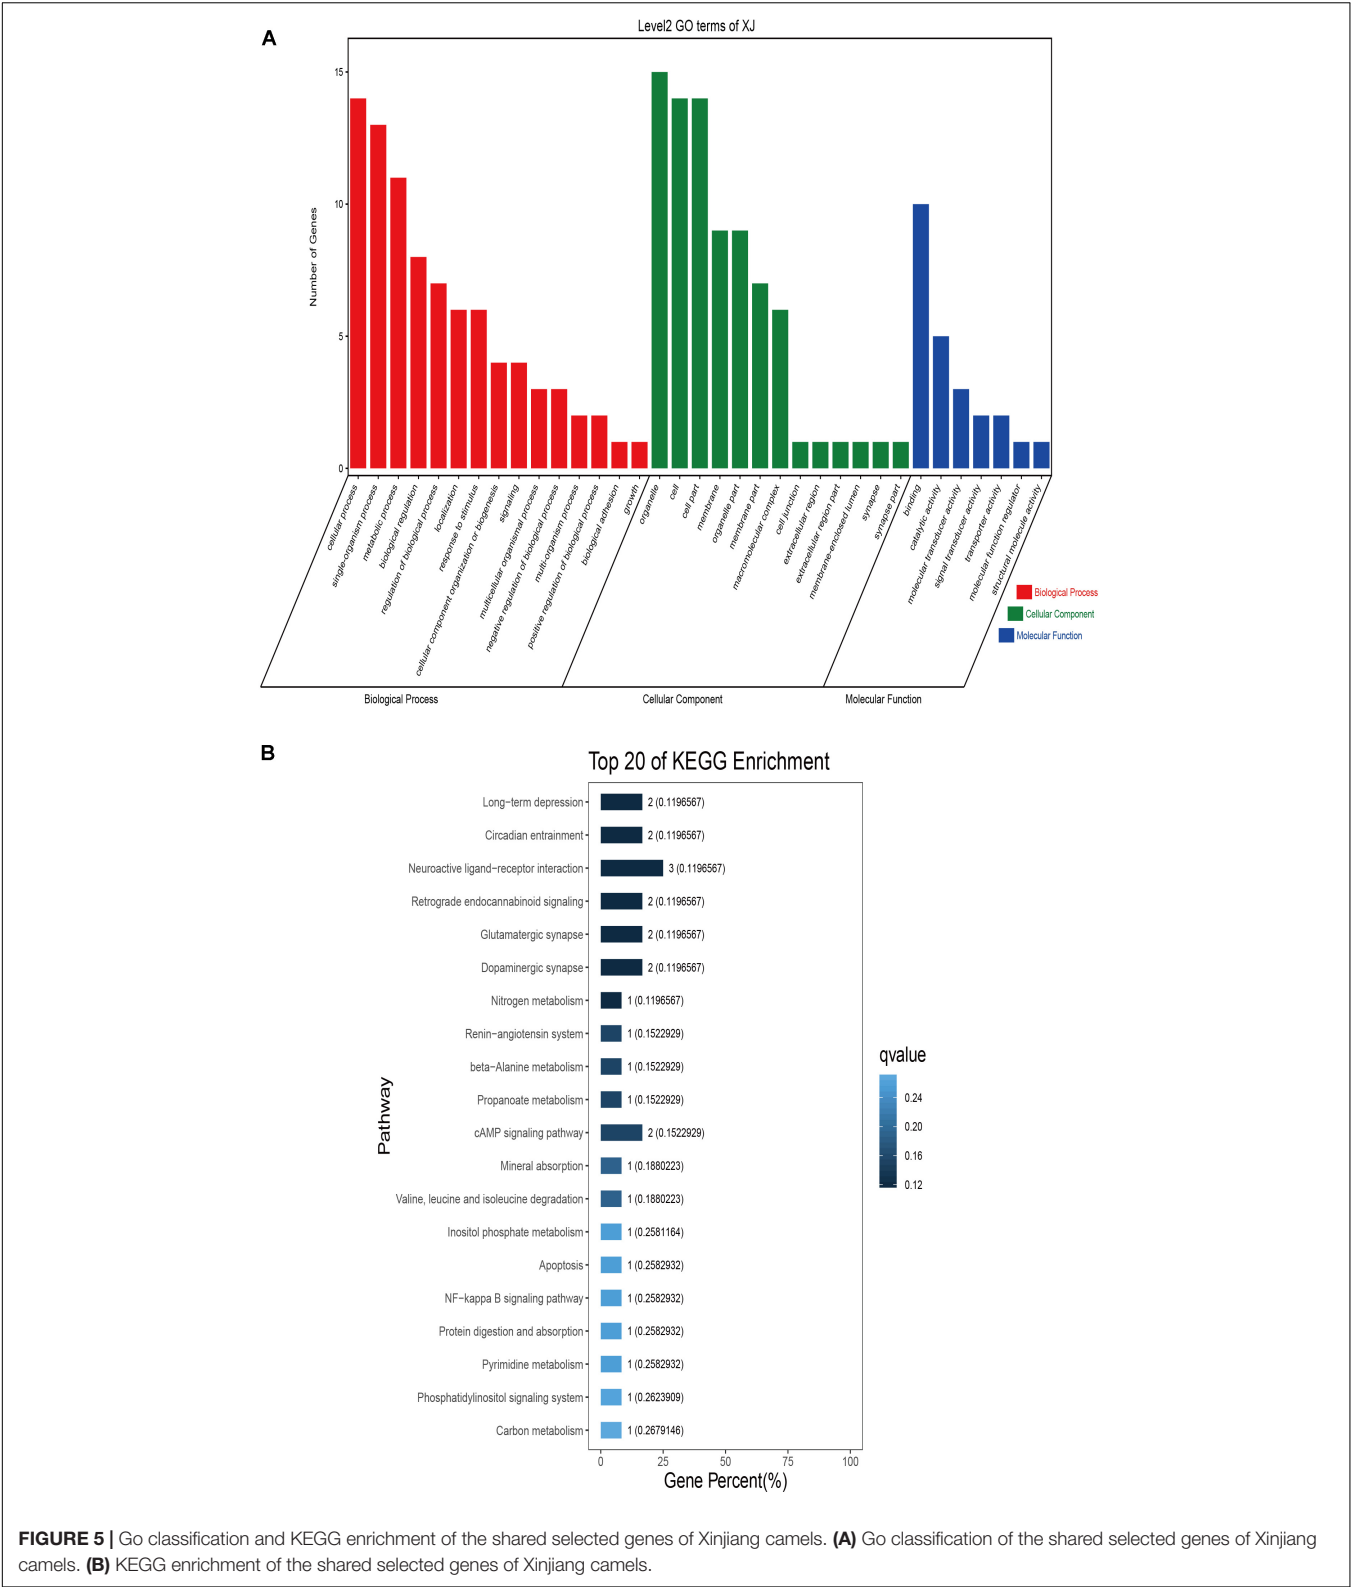 A
Level2 GO terms of XJ
Number of Genes
15
10
5
0
cellular process
single-organism process
metabolic process
biological regulation
regulation of biological process
localization
response to stimulus
cellular component organization or biogenesis
signaling
multicellular organismal process
negative regulation of biological process
multi-organism process
positive regulation of biological process
biological adhesion
growth
organelle
cell
cell part
membrane
organelle part
membrane part
macromolecular complex
cell junction
extracellular region
extracellular region part
membrane-enclosed lumen
synapse
synapse part
binding
catalytic activity
molecular transducer activity
signal transducer activity
transporter activity
molecular function regulator
structural molecule activity
Biological Process
Cellular Component
Molecular Function
Biological Process
Cellular Component
Molecular Function
B
Top 20 of KEGG Enrichment
Pathway
Long−term depression 2 (0.1196567)
Circadian entrainment 2 (0.1196567)
Neuroactive ligand−receptor interaction 3 (0.1196567)
Retrograde endocannabinoid signaling 2 (0.1196567)
Glutamatergic synapse 2 (0.1196567)
Dopaminergic synapse 2 (0.1196567)
Nitrogen metabolism 1 (0.1196567)
Renin−angiotensin system 1 (0.1522929)
beta−Alanine metabolism 1 (0.1522929)
Propanoate metabolism 1 (0.1522929)
cAMP signaling pathway 2 (0.1522929)
Mineral absorption 1 (0.1880223)
Valine, leucine and isoleucine degradation 1 (0.1880223)
Inositol phosphate metabolism 1 (0.2581164)
Apoptosis 1 (0.2582932)
NF−kappa B signaling pathway 1 (0.2582932)
Protein digestion and absorption 1 (0.2582932)
Pyrimidine metabolism 1 (0.2582932)
Phosphatidylinositol signaling system 1 (0.2623909)
Carbon metabolism 1 (0.2679146)
0 25 50 75 100
Gene Percent(%)
qvalue
0.24
0.20
0.16
0.12
FIGURE 5 | Go classification and KEGG enrichment of the shared selected genes of Xinjiang camels. (A) Go classification of the shared selected genes of Xinjiang
camels. (B) KEGG enrichment of the shared selected genes of Xinjiang camels.